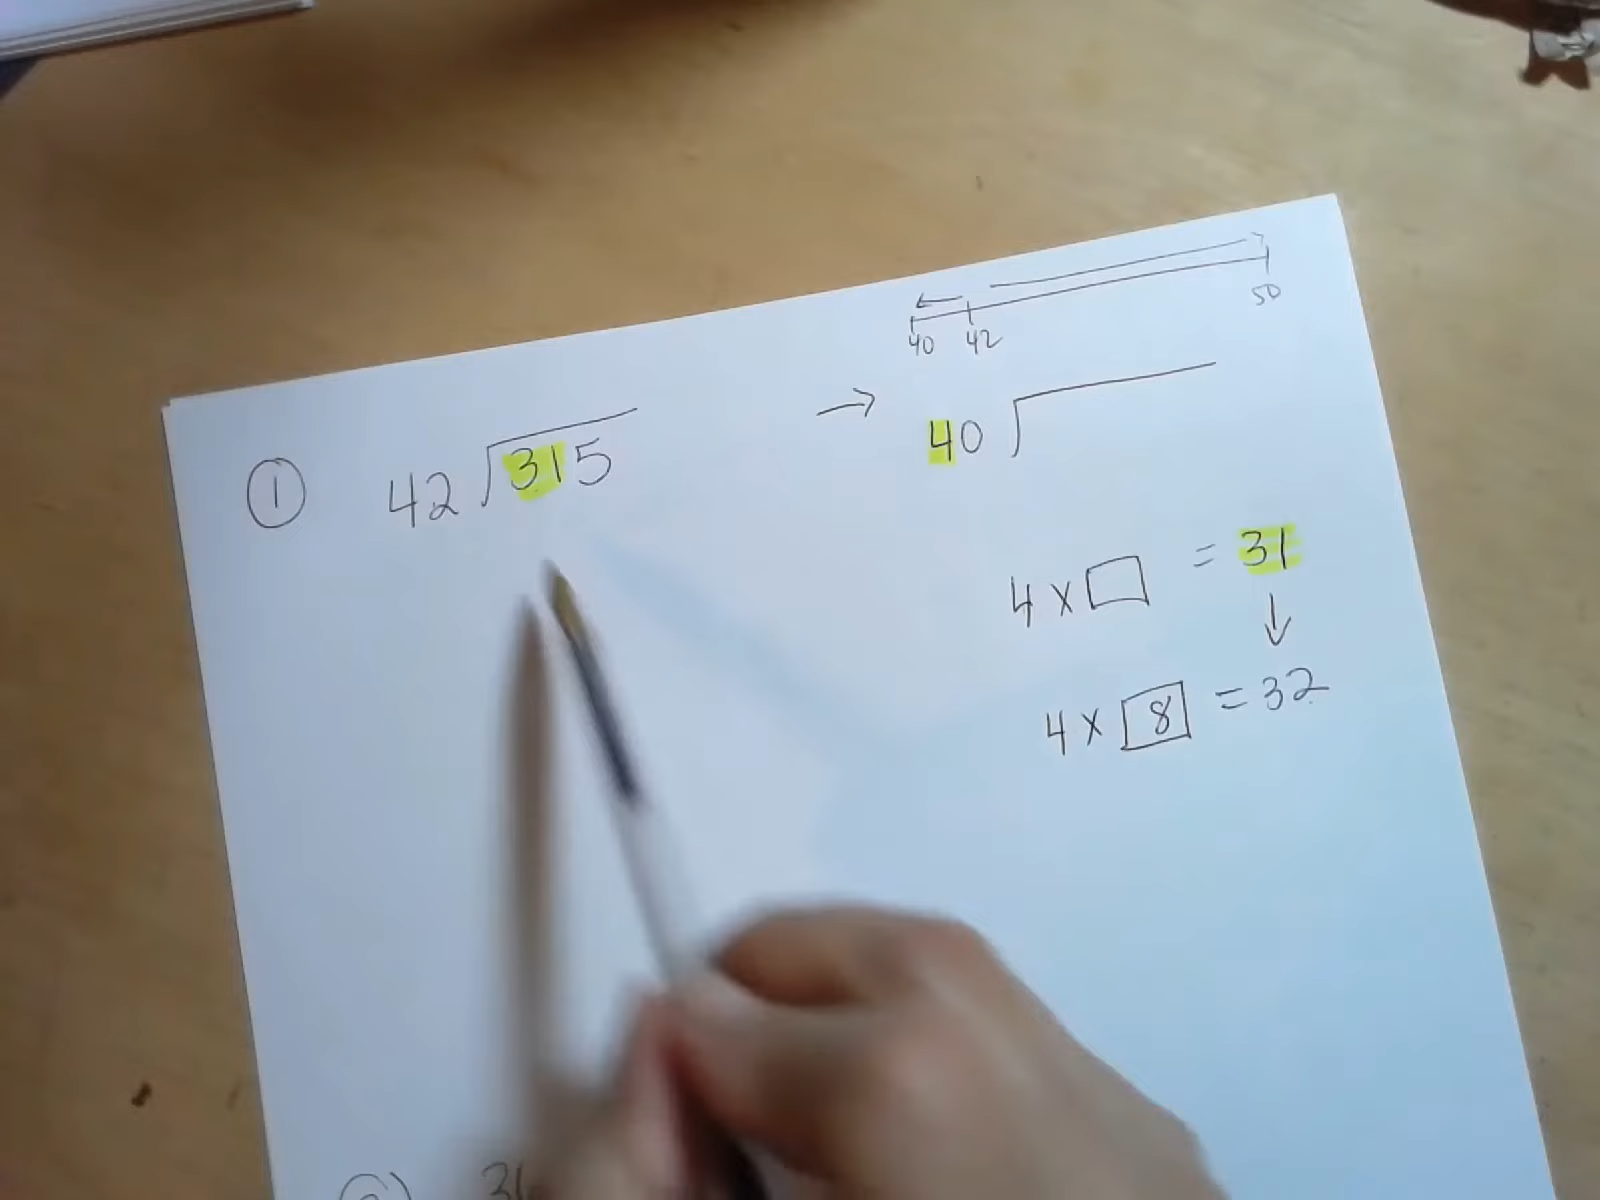 40 42 50
① 42 √315 → 40 √
4 x □ = 31
↓
4 x 8 = 32